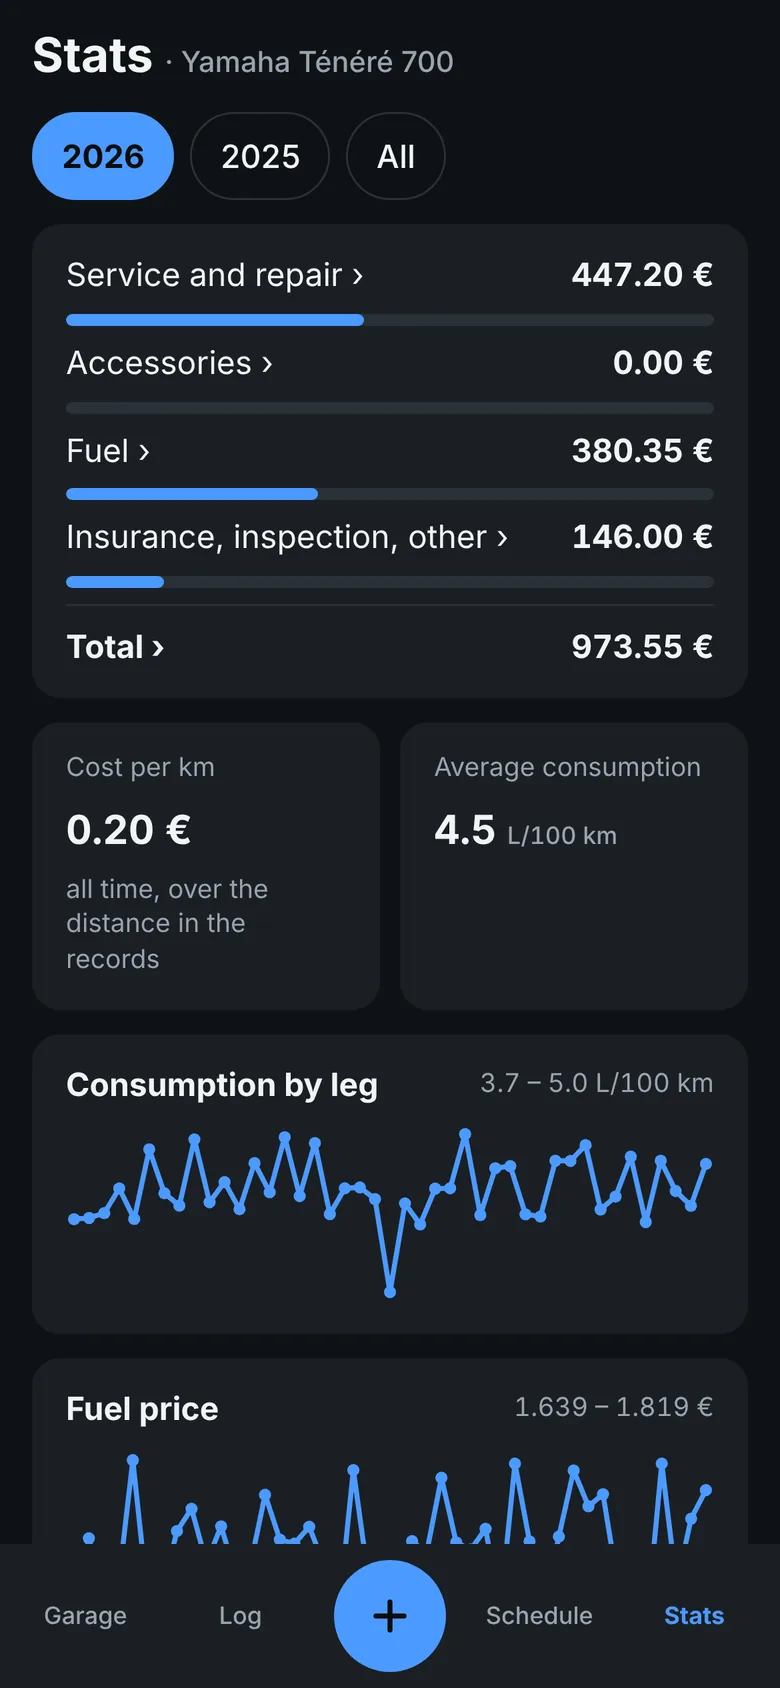 Stats · Yamaha Ténéré 700
2026 2025 All
Service and repair › 447.20 €
Accessories › 0.00 €
Fuel › 380.35 €
Insurance, inspection, other › 146.00 €
Total › 973.55 €
Cost per km
0.20 €
all time, over the
distance in the
records
Average consumption
4.5 L/100 km
Consumption by leg 3.7 – 5.0 L/100 km
Fuel price 1.639 – 1.819 €
Garage Log + Schedule Stats